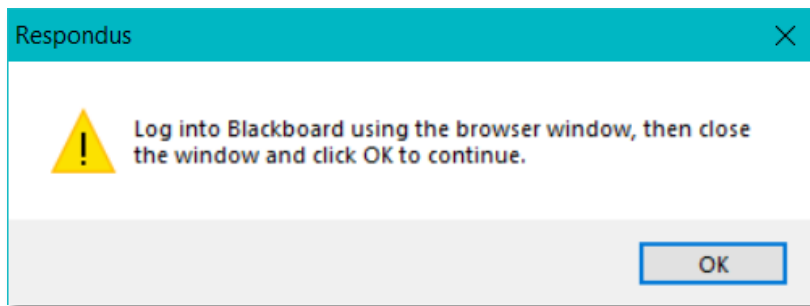 Respondus
Log into Blackboard using the browser window, then close
the window and click OK to continue.
OK